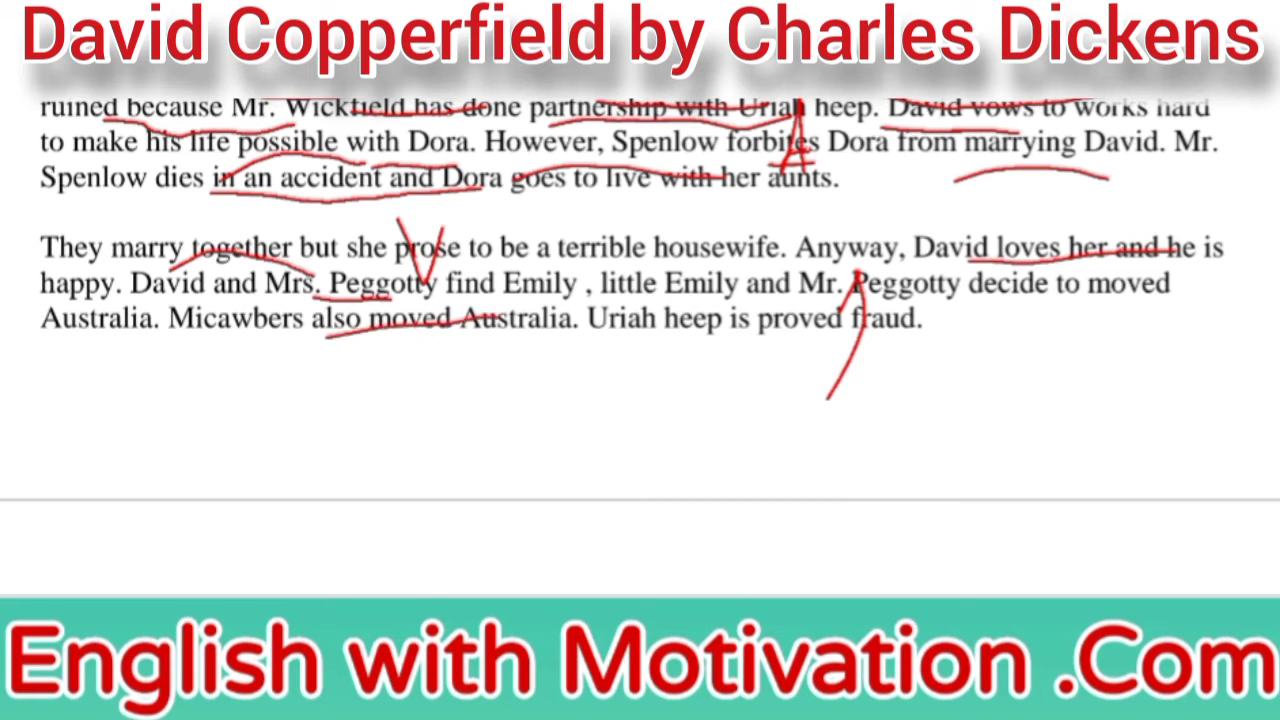 David Copperfield by Charles Dickens
ruined because Mr. Wickfield has done partnership with Uriah heep. David vows to works hard
to make his life possible with Dora. However, Spenlow forbites Dora from marrying David. Mr.
Spenlow dies in an accident and Dora goes to live with her aunts.
They marry together but she prose to be a terrible housewife. Anyway, David loves her and he is
happy. David and Mrs. Peggotty find Emily , little Emily and Mr. Peggotty decide to moved
Australia. Micawbers also moved Australia. Uriah heep is proved fraud.
English with Motivation .Com